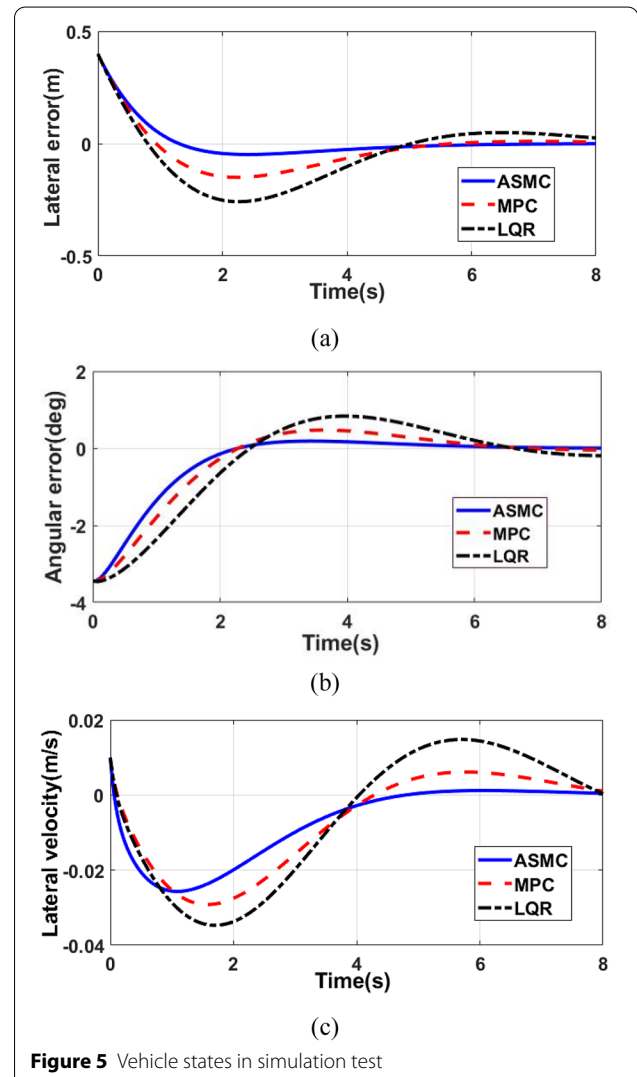 0.5
0
-0.5
Lateral error(m)
ASMC
MPC
LQR
0 2 4 6 8
Time(s)
(a)
2
0
-2
-4
Angular error(deg)
ASMC
MPC
LQR
0 2 4 6 8
Time(s)
(b)
0.02
0
-0.02
-0.04
Lateral velocity(m/s)
ASMC
MPC
LQR
0 2 4 6 8
Time(s)
(c)
Figure 5 Vehicle states in simulation test